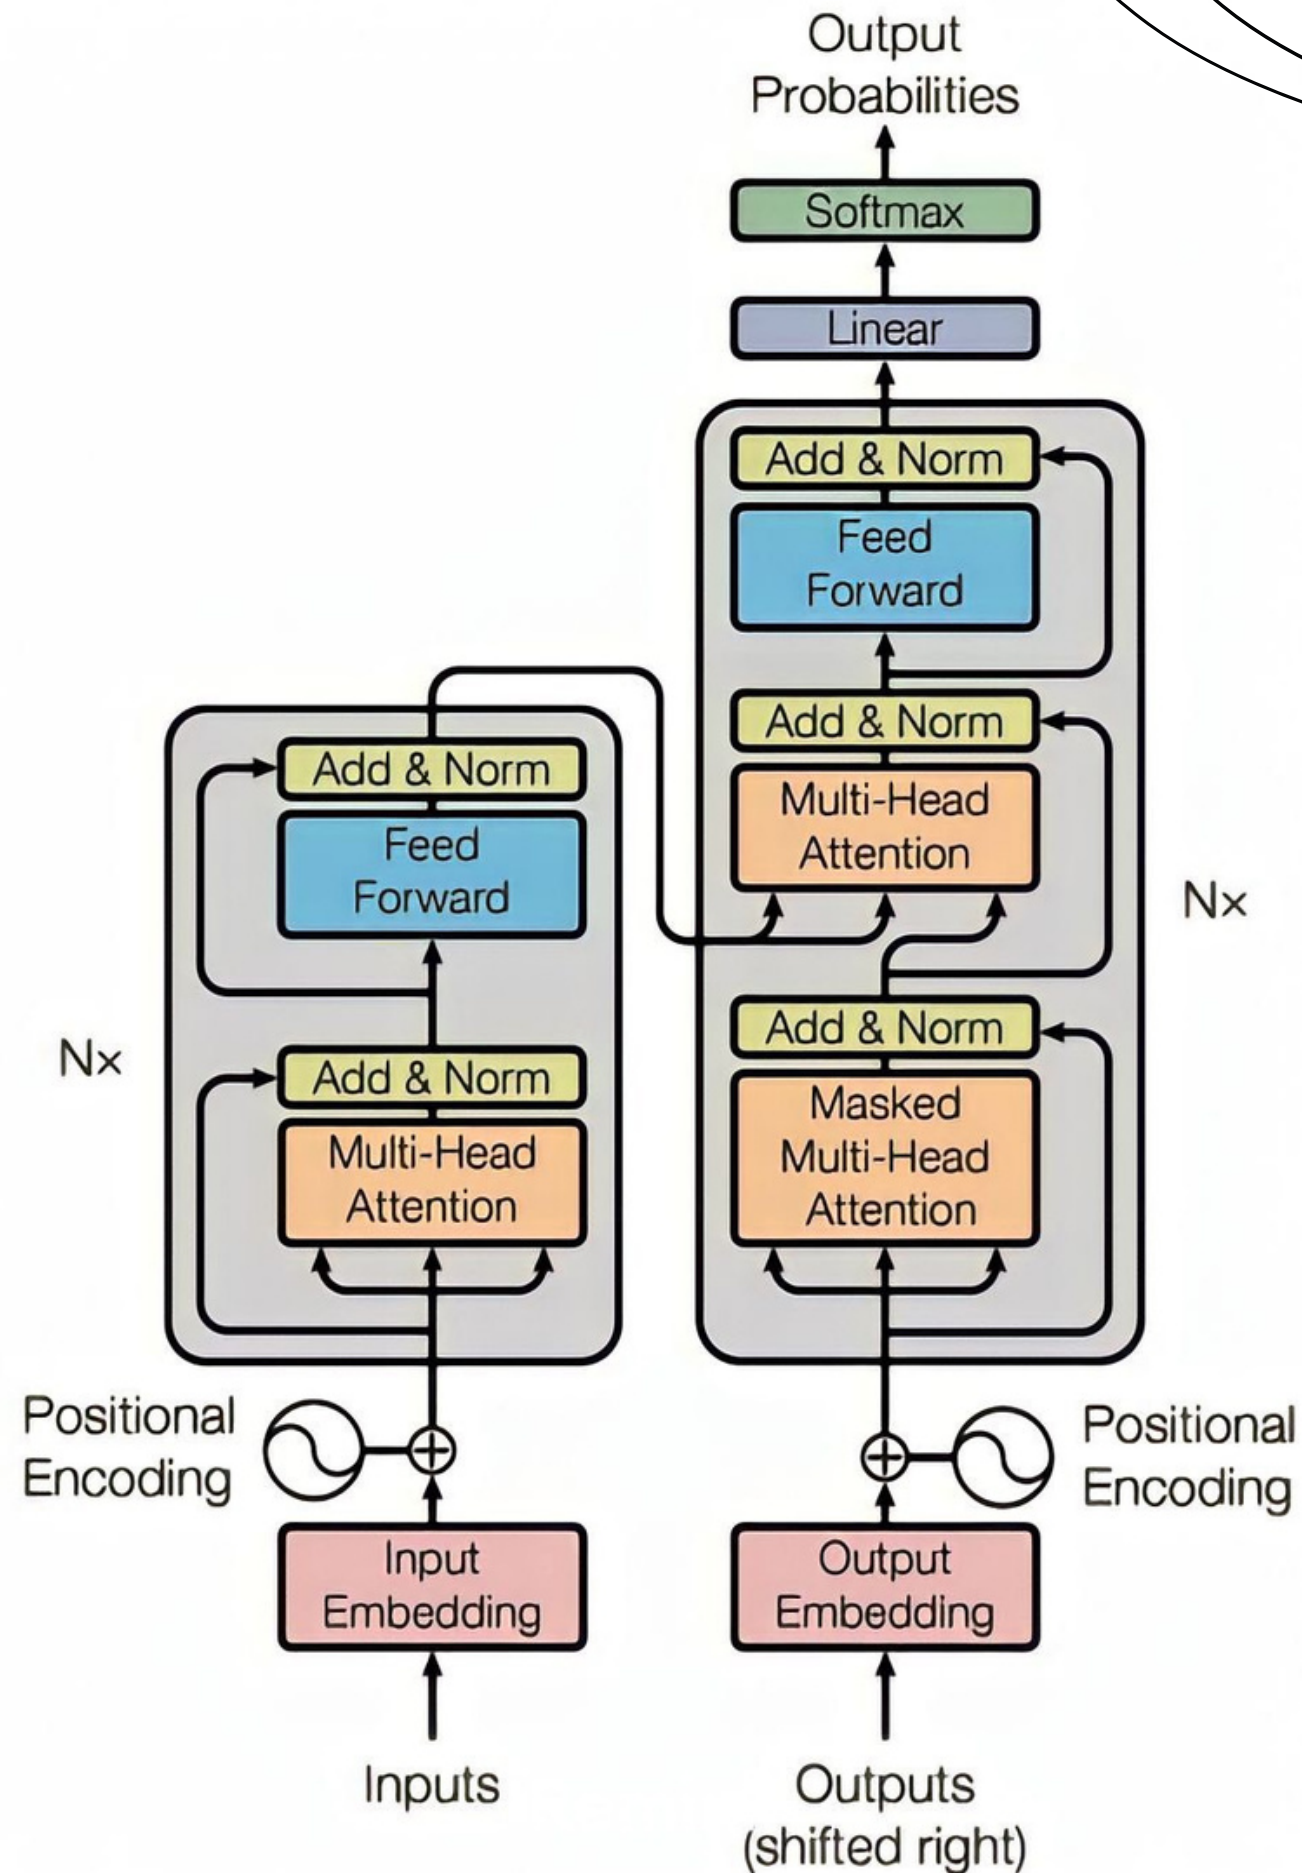 Output
Probabilities
Softmax
Linear
Add & Norm
Feed
Forward
Add & Norm
Multi-Head
Attention
Nx
Add & Norm
Masked
Multi-Head
Attention
Add & Norm
Feed
Forward
Nx
Add & Norm
Multi-Head
Attention
Positional
Encoding
Positional
Encoding
Input
Embedding
Output
Embedding
Inputs
Outputs
(shifted right)